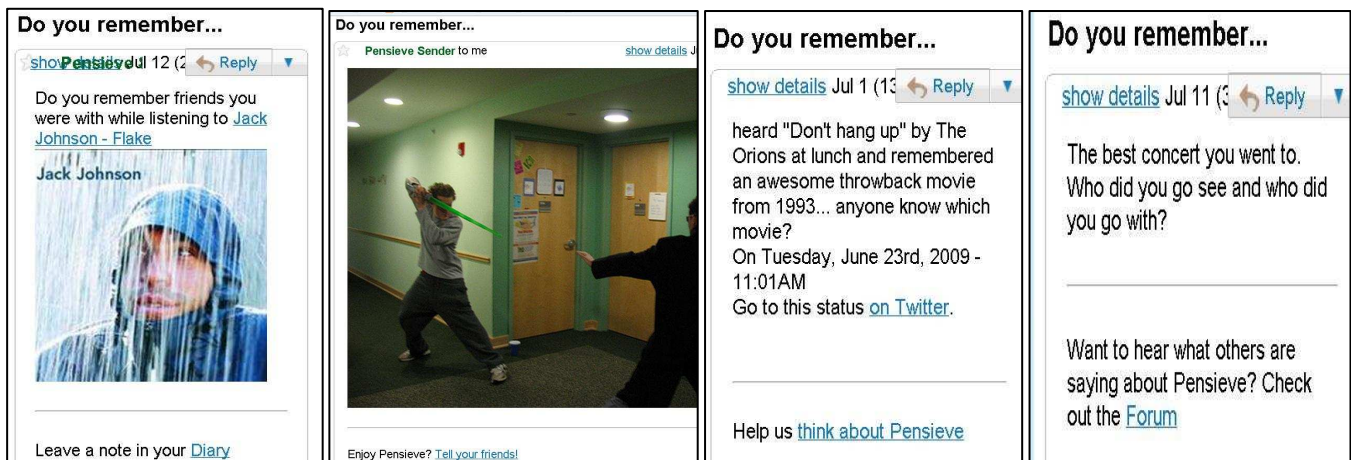 Do you remember...
show details Jul 12 (2 Reply
Do you remember friends you
were with while listening to Jack
Johnson - Flake
Jack Johnson
Leave a note in your Diary
Do you remember...
Pensieve Sender to me show details J
Enjoy Pensieve? Tell your friends!
Do you remember...
show details Jul 1 (13 Reply
heard "Don't hang up" by The
Orions at lunch and remembered
an awesome throwback movie
from 1993... anyone know which
movie?
On Tuesday, June 23rd, 2009 -
11:01AM
Go to this status on Twitter.
Help us think about Pensieve
Do you remember...
show details Jul 11 (3 Reply
The best concert you went to.
Who did you go see and who did
you go with?
Want to hear what others are
saying about Pensieve? Check
out the Forum